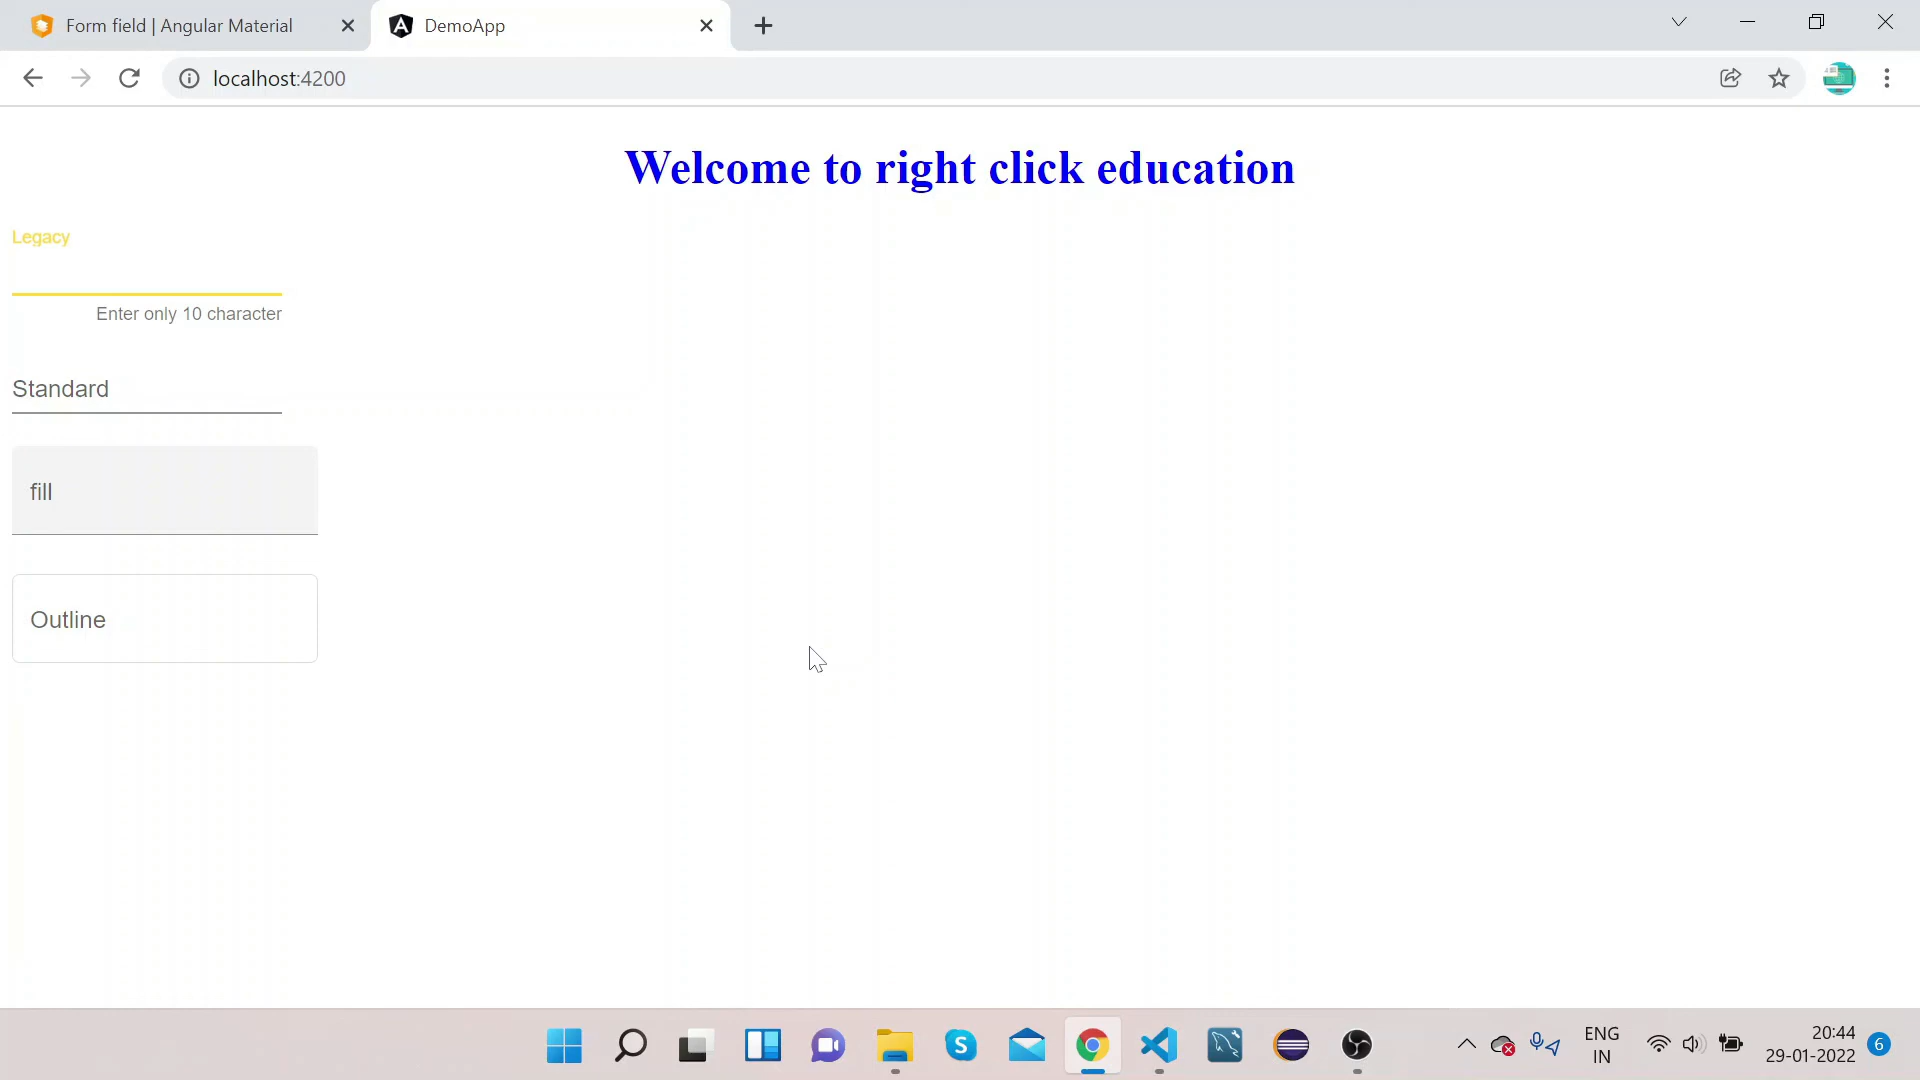 Form field | Angular Material
DemoApp
localhost:4200
Welcome to right click education
Legacy
Enter only 10 character
Standard
fill
Outline
S
ENG
IN
20:44
29-01-2022
6